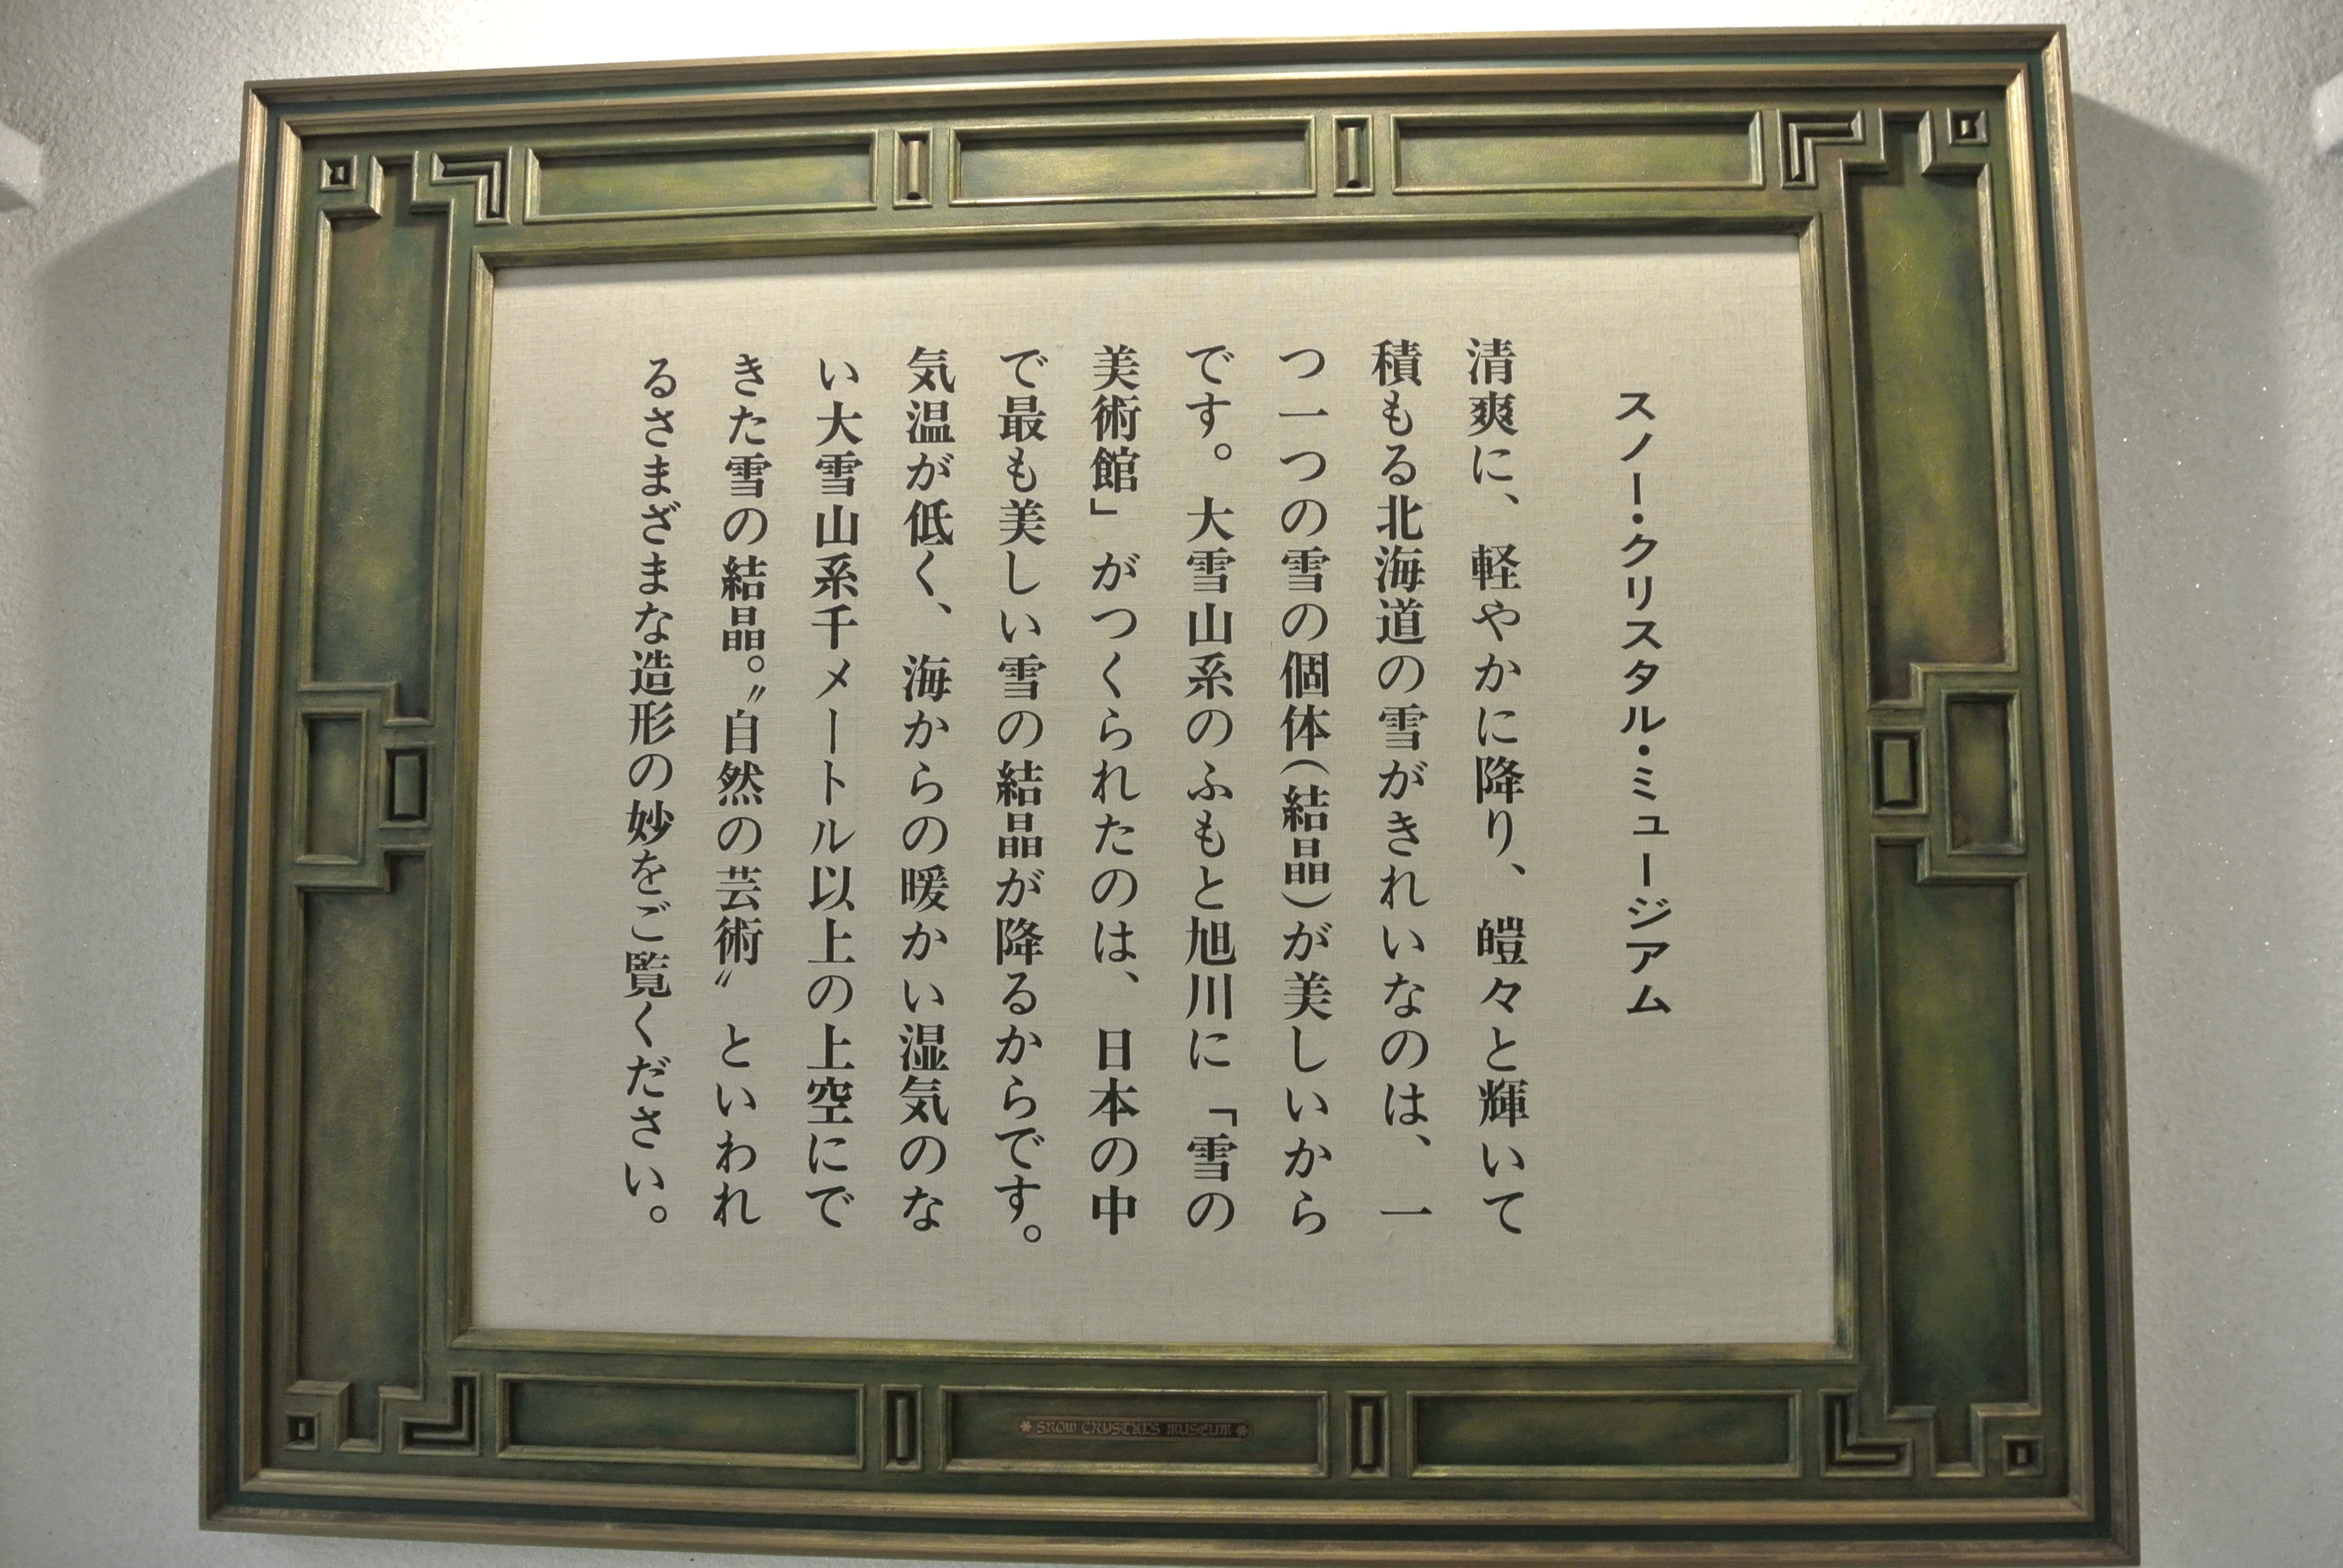 スノー・クリスタル・ミュージアム
清爽に、軽やかに降り、皚々と輝いて
積もる北海道の雪がきれいなのは、一
つ一つの雪の個体(結晶)が美しいから
です。大雪山系のふもと旭川に「雪の
美術館」がつくられたのは、日本の中
で最も美しい雪の結晶が降るからです。
気温が低く、海からの暖かい湿気のな
い大雪山系千メートル以上の上空にで
きた雪の結晶。〝自然の芸術〟といわれ
るさまざまな造形の妙をご覧ください。
SNOW CRYSTALS MUSEUM